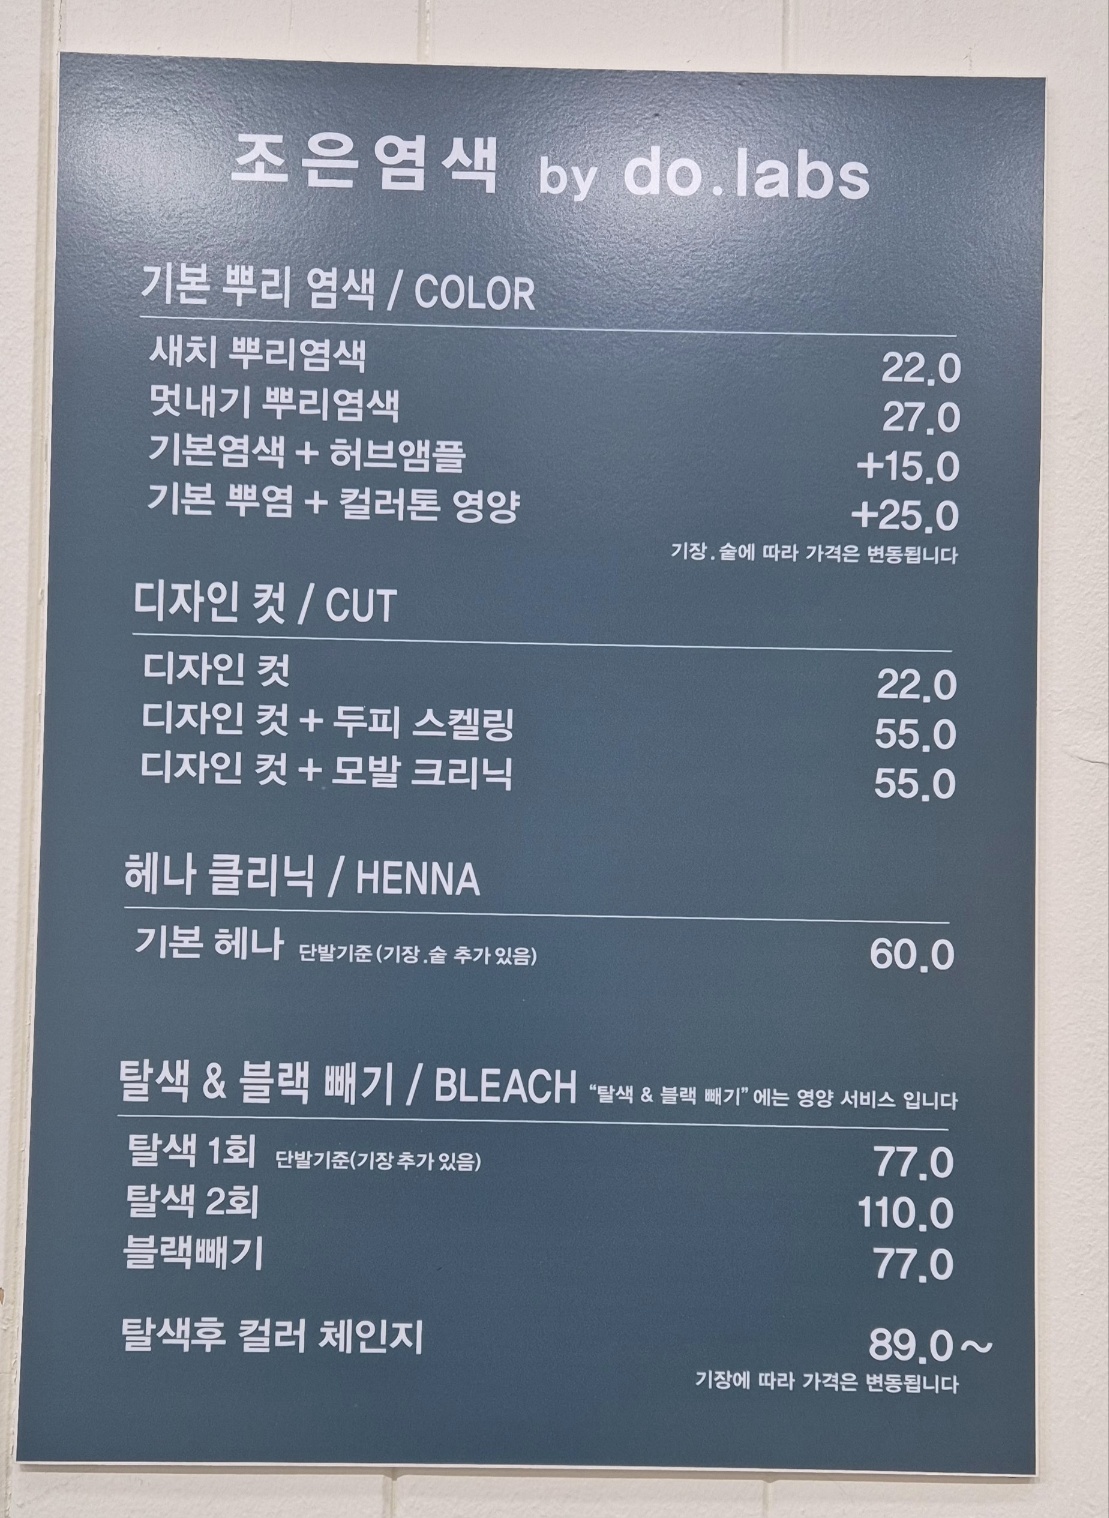 조은염색 by do.labs
기본 뿌리 염색 / COLOR
새치 뿌리염색 22.0
멋내기 뿌리염색 27.0
기본염색 + 허브앰플 +15.0
기본 뿌염 + 컬러톤 영양 +25.0
기장.숱에 따라 가격은 변동됩니다
디자인 컷 / CUT
디자인 컷 22.0
디자인 컷 + 두피 스켈링 55.0
디자인 컷 + 모발 크리닉 55.0
헤나 클리닉 / HENNA
기본 헤나 단발기준(기장.숱 추가있음) 60.0
탈색 & 블랙 빼기 / BLEACH “탈색 & 블랙 빼기”에는 영양 서비스 입니다
탈색 1회 단발기준(기장추가있음) 77.0
탈색 2회 110.0
블랙빼기 77.0
탈색후 컬러 체인지 89.0~
기장에 따라 가격은 변동됩니다